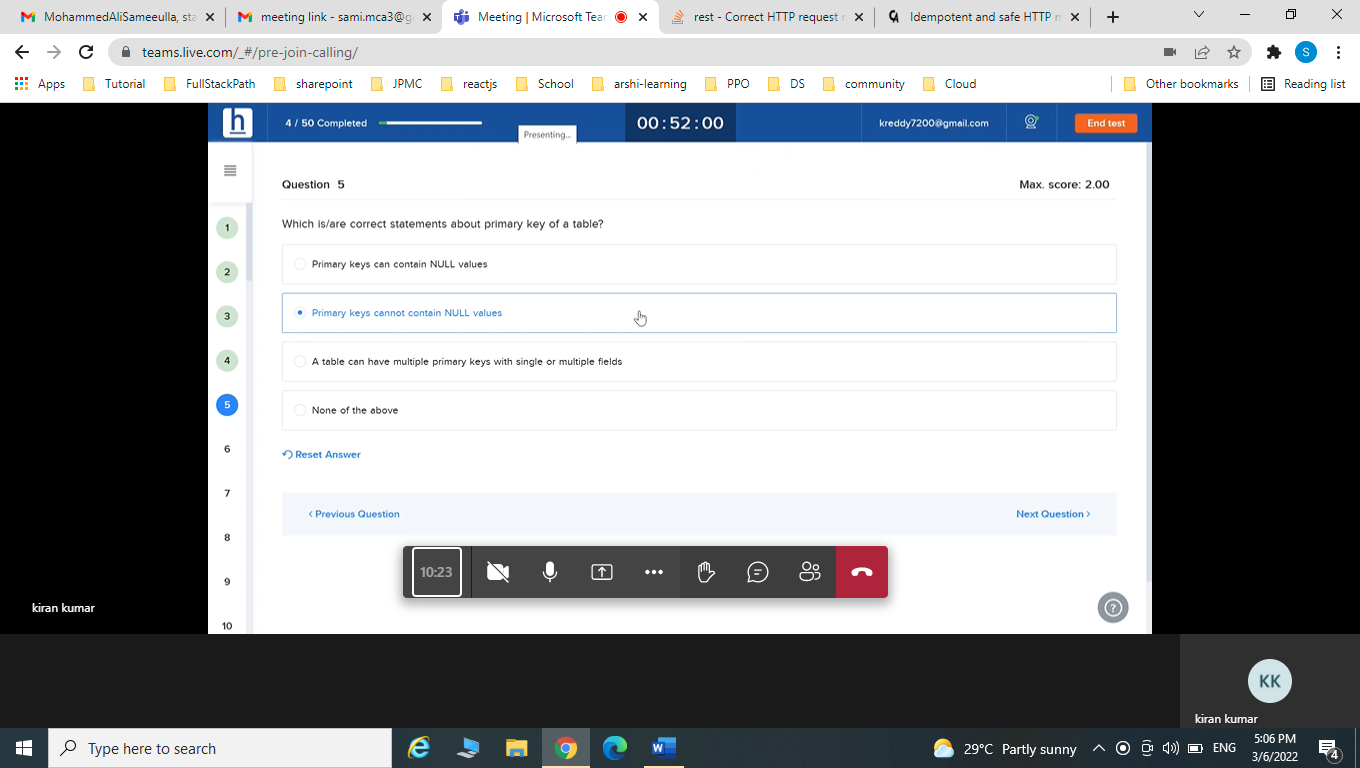 MohammedAliSameeulla, sta
meeting link - sami.mca3@g
Meeting | Microsoft Tear
rest - Correct HTTP request
Idempotent and safe HTTP m
teams.live.com/_#/pre-join-calling/
S
Apps
Tutorial
FullStackPath
sharepoint
JPMC
reactjs
School
arshi-learning
PPO
DS
community
Cloud
Other bookmarks
Reading list
h
4 / 50 Completed
Presenting...
00:52:00
kreddy7200@gmail.com
End test
Question 5
Max. score: 2.00
Which is/are correct statements about primary key of a table?
Primary keys can contain NULL values
Primary keys cannot contain NULL values
A table can have multiple primary keys with single or multiple fields
None of the above
Reset Answer
< Previous Question
Next Question >
1
2
3
4
5
6
7
8
9
10
10:23
kiran kumar
KK
kiran kumar
Type here to search
29°C Partly sunny
ENG
5:06 PM
3/6/2022
4